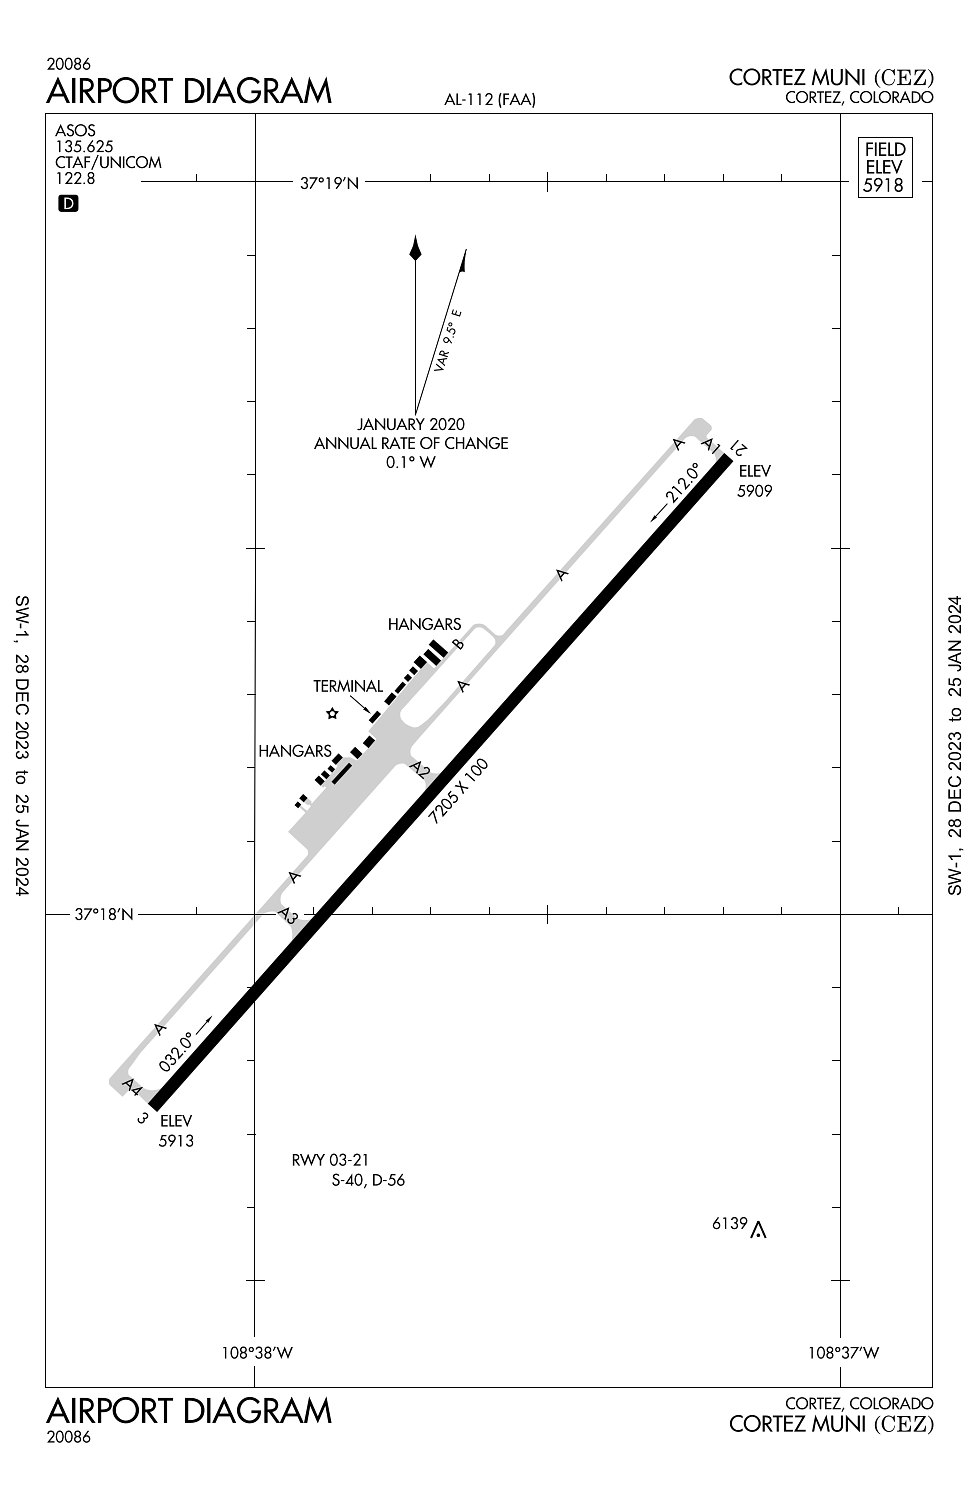 20086
AIRPORT DIAGRAM
AL-112 (FAA)
CORTEZ MUNI (CEZ)
CORTEZ, COLORADO
ASOS
135.625
CTAF/UNICOM
122.8
D
FIELD
ELEV
5918
37°19'N
VAR 9.5° E
JANUARY 2020
ANNUAL RATE OF CHANGE
0.1° W
A
A1
21
ELEV
5909
212.0°
A
HANGARS
B
A
TERMINAL
HANGARS
A2
7205 X 100
A
A3
37°18'N
A
032.0°
A4
3
ELEV
5913
RWY 03-21
S-40, D-56
6139
108°38'W
108°37'W
SW-1, 28 DEC 2023 to 25 JAN 2024
SW-1, 28 DEC 2023 to 25 JAN 2024
AIRPORT DIAGRAM
20086
CORTEZ, COLORADO
CORTEZ MUNI (CEZ)